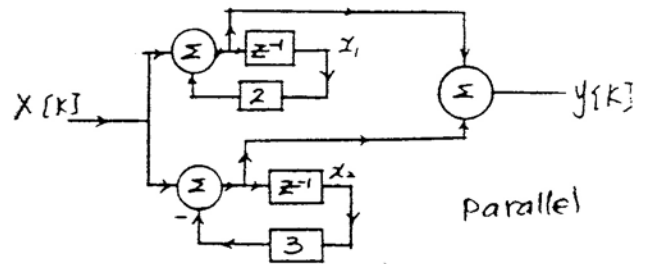 Σ z⁻¹ x₁
2
X[K] Σ y[K]
Σ z⁻¹ x₂
- Parallel
3